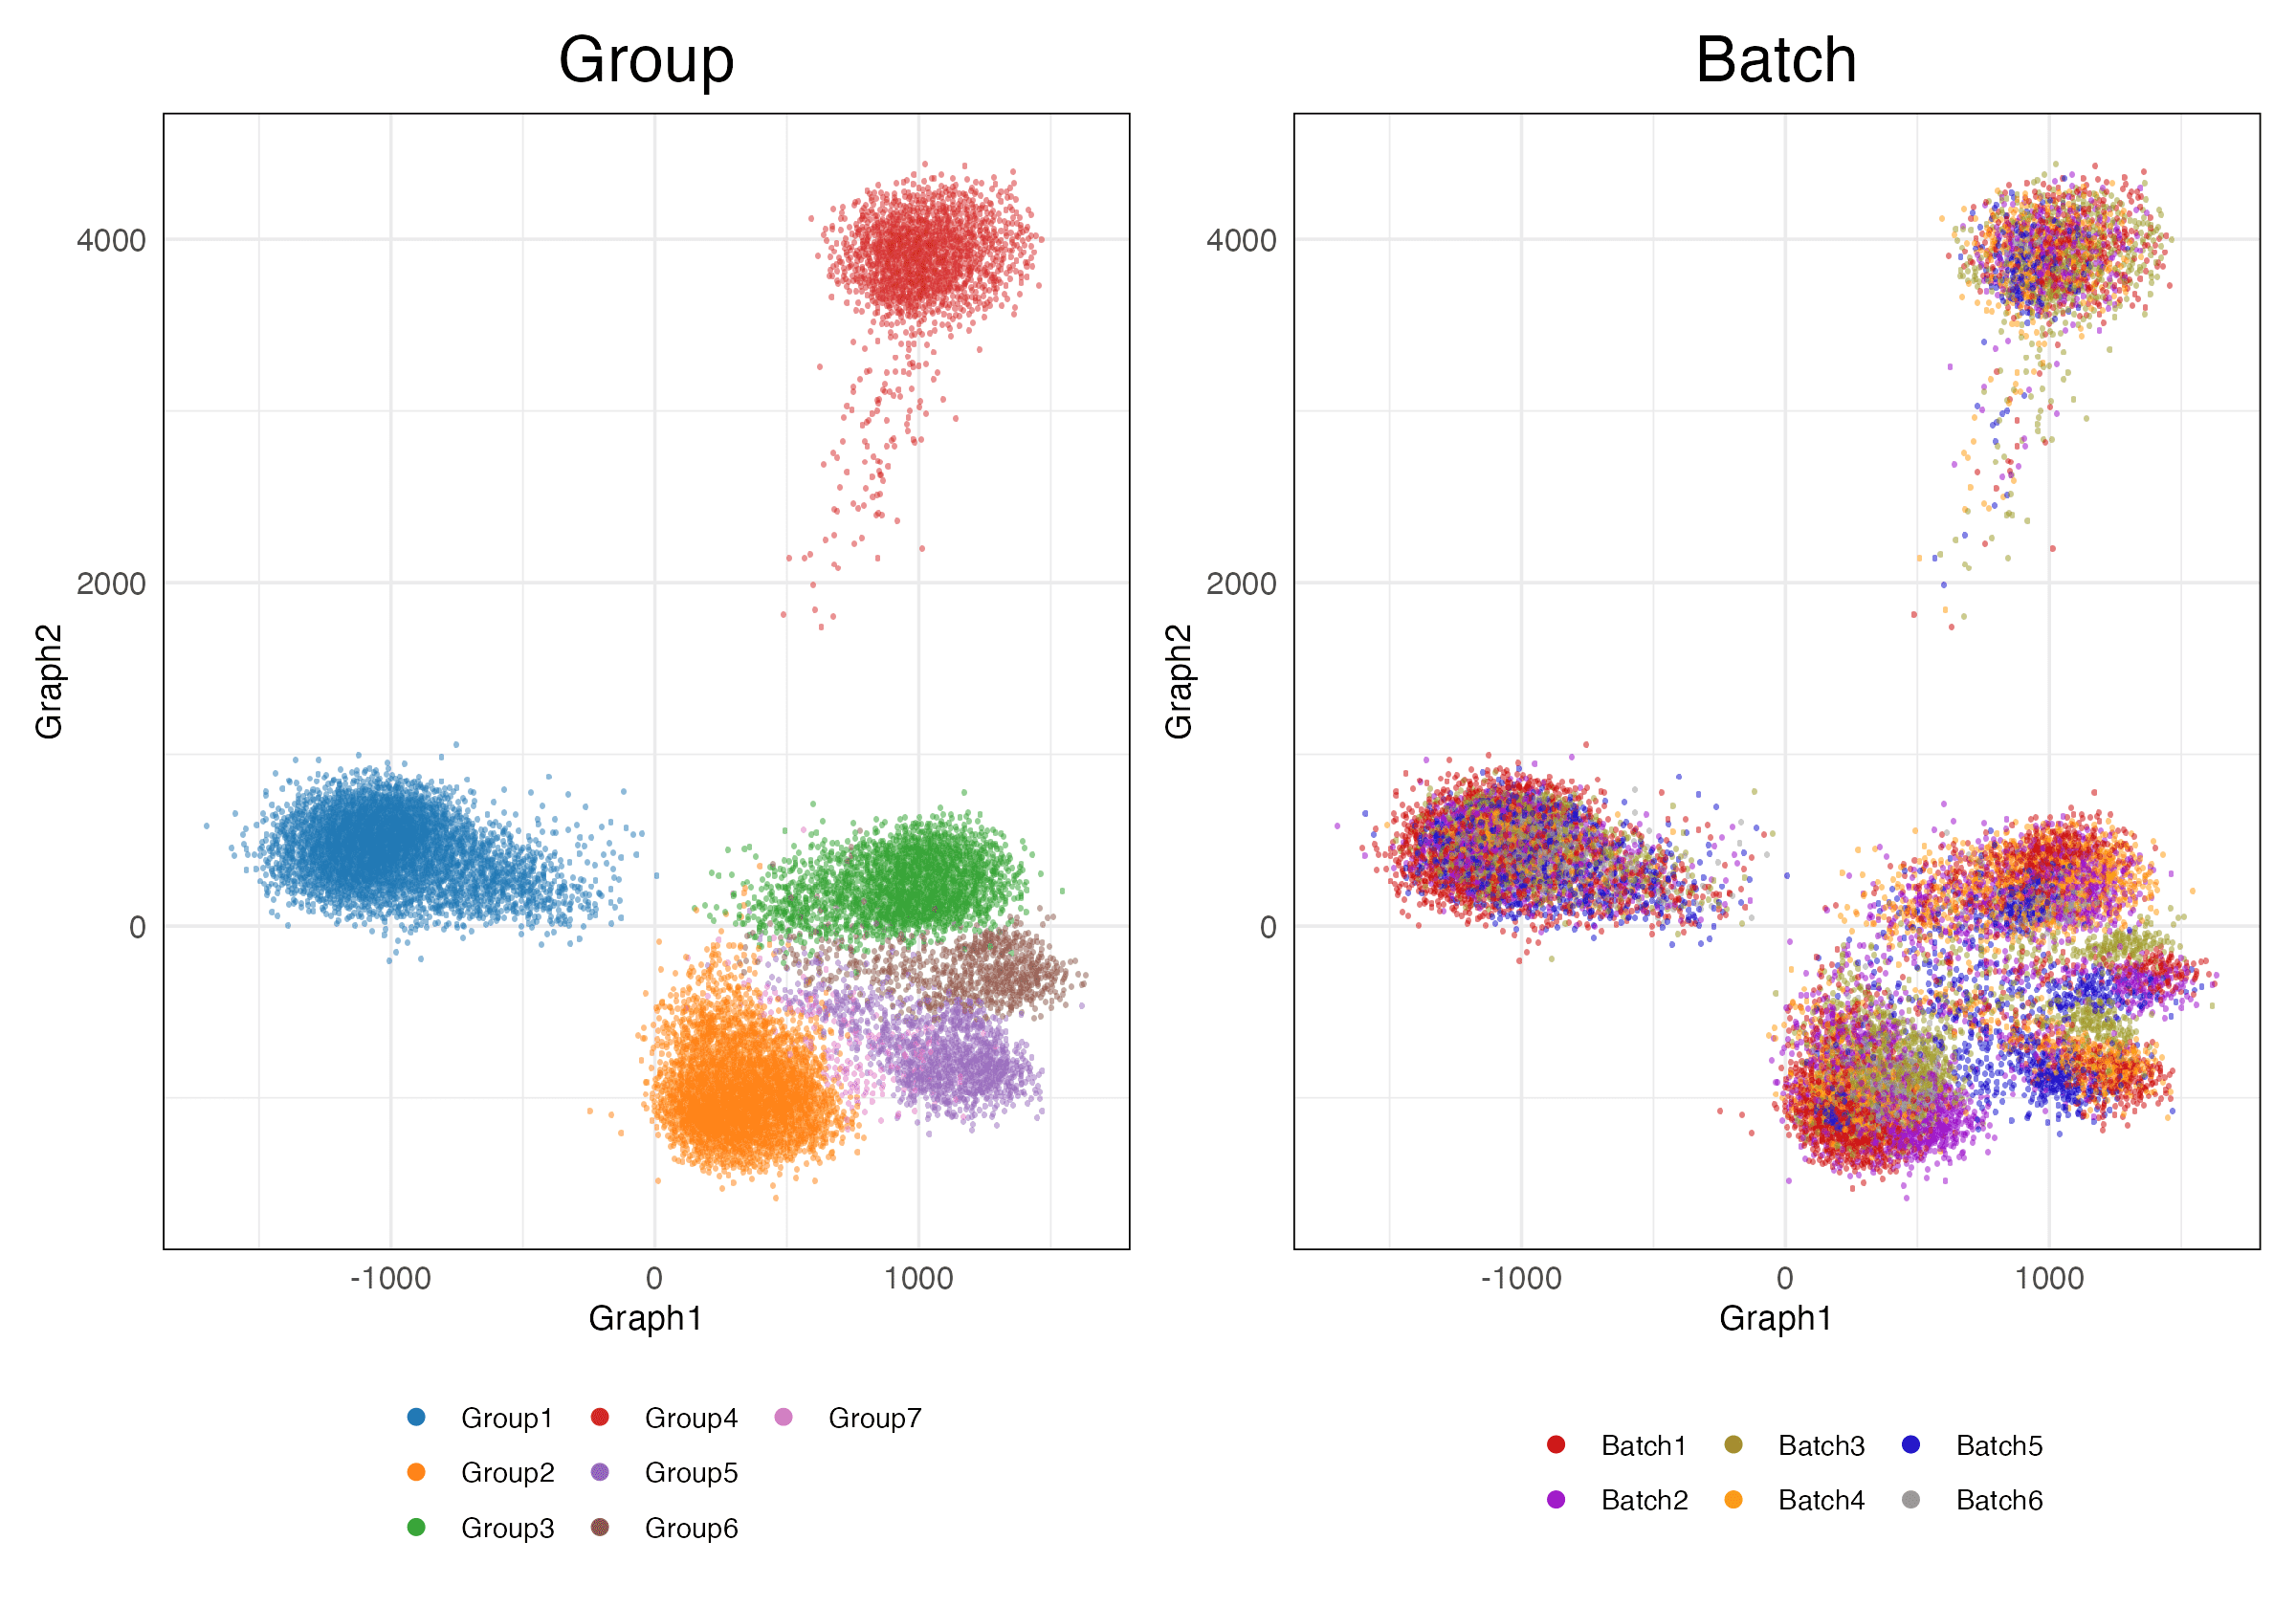 Group
Batch
4000
2000
0
Graph2
-1000 0 1000
Graph1
4000
2000
0
Graph2
-1000 0 1000
Graph1
Group1 Group4 Group7
Group2 Group5
Group3 Group6
Batch1 Batch3 Batch5
Batch2 Batch4 Batch6